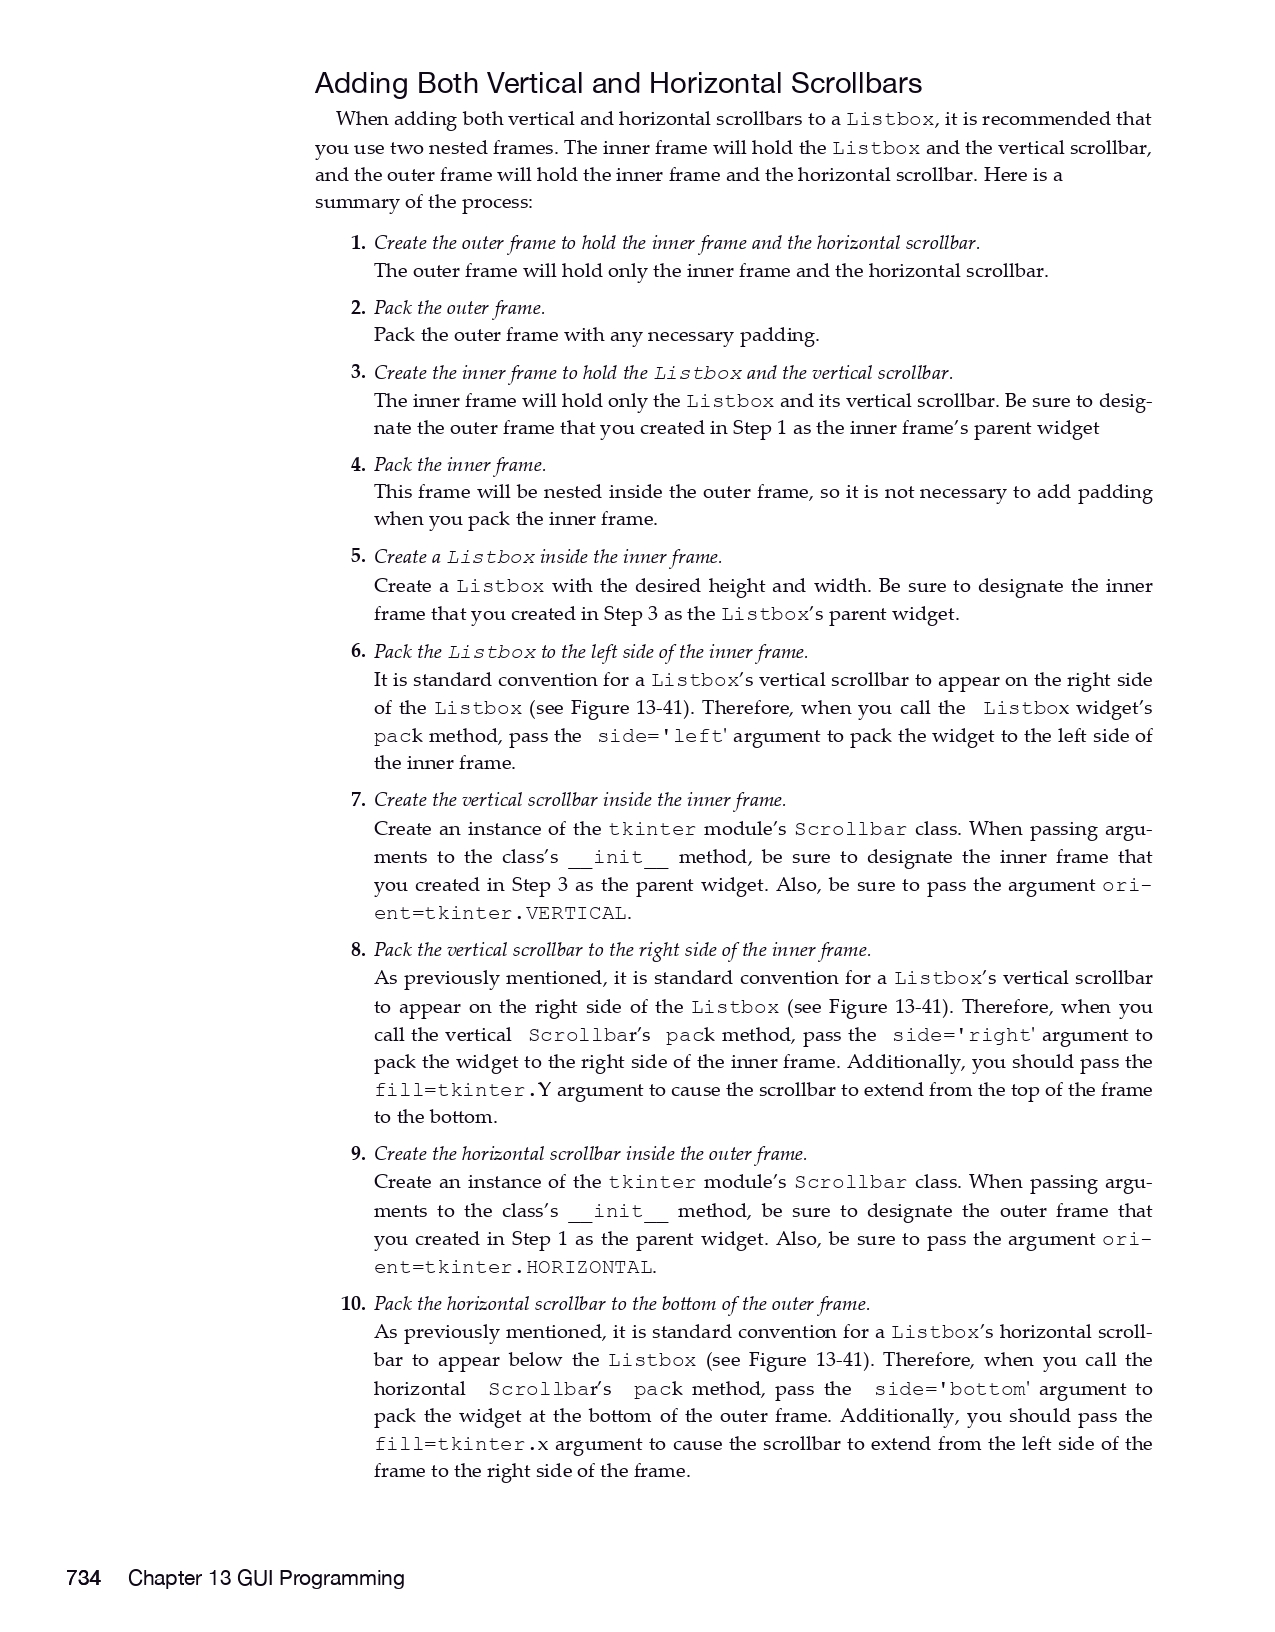 Adding Both Vertical and Horizontal Scrollbars
When adding both vertical and horizontal scrollbars to a Listbox, it is recommended that
you use two nested frames. The inner frame will hold the Listbox and the vertical scrollbar,
and the outer frame will hold the inner frame and the horizontal scrollbar. Here is a
summary of the process:
1. Create the outer frame to hold the inner frame and the horizontal scrollbar.
The outer frame will hold only the inner frame and the horizontal scrollbar.
2. Pack the outer frame.
Pack the outer frame with any necessary padding.
3. Create the inner frame to hold the Listbox and the vertical scrollbar.
The inner frame will hold only the Listbox and its vertical scrollbar. Be sure to desig-
nate the outer frame that you created in Step 1 as the inner frame’s parent widget
4. Pack the inner frame.
This frame will be nested inside the outer frame, so it is not necessary to add padding
when you pack the inner frame.
5. Create a Listbox inside the inner frame.
Create a Listbox with the desired height and width. Be sure to designate the inner
frame that you created in Step 3 as the Listbox’s parent widget.
6. Pack the Listbox to the left side of the inner frame.
It is standard convention for a Listbox’s vertical scrollbar to appear on the right side
of the Listbox (see Figure 13-41). Therefore, when you call the Listbox widget’s
pack method, pass the side='left' argument to pack the widget to the left side of
the inner frame.
7. Create the vertical scrollbar inside the inner frame.
Create an instance of the tkinter module’s Scrollbar class. When passing argu-
ments to the class’s __init__ method, be sure to designate the inner frame that
you created in Step 3 as the parent widget. Also, be sure to pass the argument ori-
ent=tkinter.VERTICAL.
8. Pack the vertical scrollbar to the right side of the inner frame.
As previously mentioned, it is standard convention for a Listbox’s vertical scrollbar
to appear on the right side of the Listbox (see Figure 13-41). Therefore, when you
call the vertical Scrollbar’s pack method, pass the side='right' argument to
pack the widget to the right side of the inner frame. Additionally, you should pass the
fill=tkinter.Y argument to cause the scrollbar to extend from the top of the frame
to the bottom.
9. Create the horizontal scrollbar inside the outer frame.
Create an instance of the tkinter module’s Scrollbar class. When passing argu-
ments to the class’s __init__ method, be sure to designate the outer frame that
you created in Step 1 as the parent widget. Also, be sure to pass the argument ori-
ent=tkinter.HORIZONTAL.
10. Pack the horizontal scrollbar to the bottom of the outer frame.
As previously mentioned, it is standard convention for a Listbox’s horizontal scroll-
bar to appear below the Listbox (see Figure 13-41). Therefore, when you call the
horizontal Scrollbar’s pack method, pass the side='bottom' argument to
pack the widget at the bottom of the outer frame. Additionally, you should pass the
fill=tkinter.x argument to cause the scrollbar to extend from the left side of the
frame to the right side of the frame.
734 Chapter 13 GUI Programming